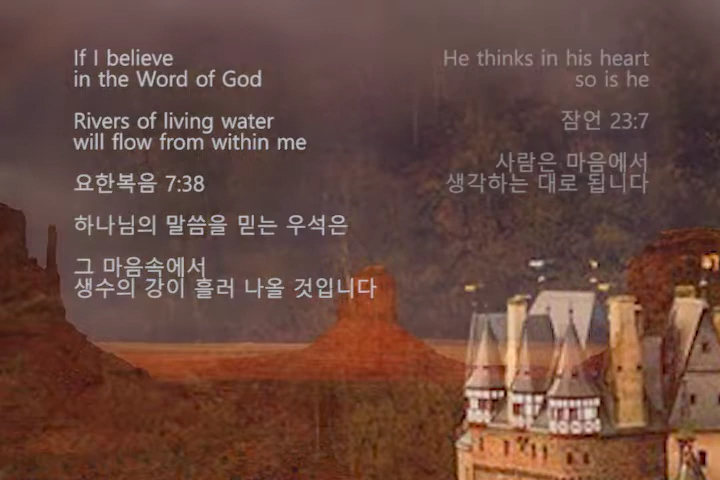 If I believe
in the Word of God
Rivers of living water
will flow from within me
요한복음 7:38
하나님의 말씀을 믿는 우석은
그 마음속에서
생수의 강이 흘러 나올 것입니다
He thinks in his heart
so is he
잠언 23:7
사람은 마음에서
생각하는 대로 됩니다